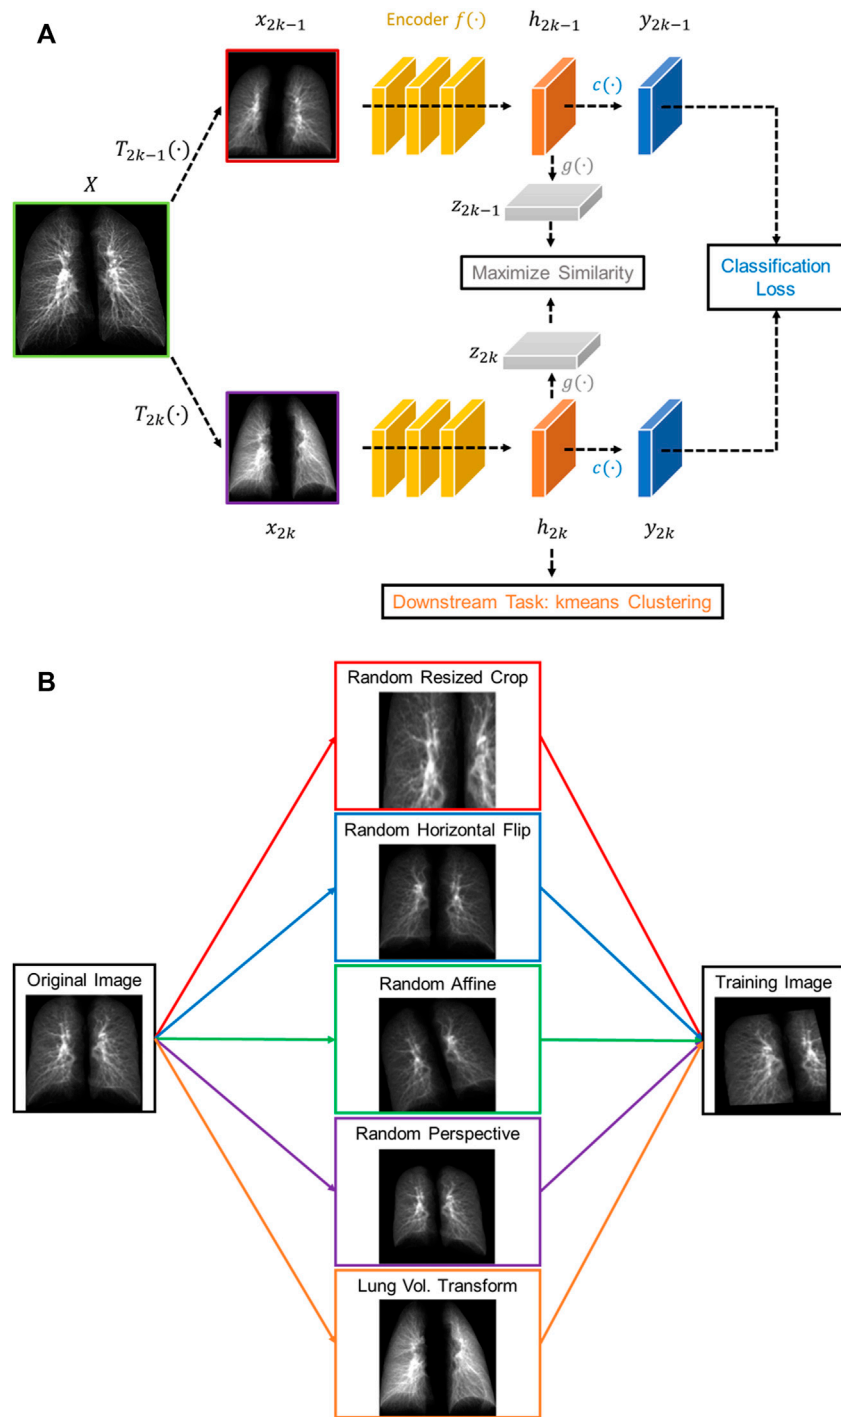 A
x_{2k−1}
Encoder f(·)
h_{2k−1}
y_{2k−1}
c(·)
T_{2k−1}(·)
g(·)
X
z_{2k−1}
Maximize Similarity
Classification
Loss
z_{2k}
g(·)
T_{2k}(·)
c(·)
x_{2k}
h_{2k}
y_{2k}
Downstream Task: kmeans Clustering
B
Random Resized Crop
Random Horizontal Flip
Original Image
Random Affine
Training Image
Random Perspective
Lung Vol. Transform